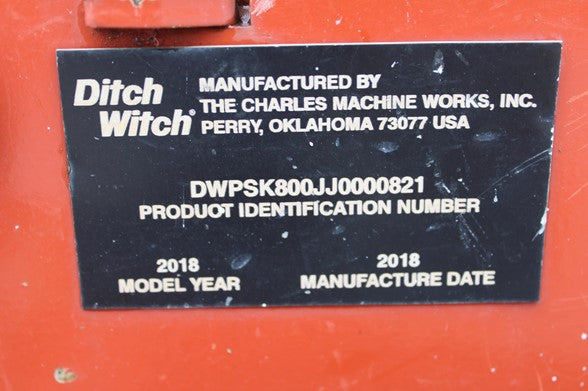 Ditch Witch®
MANUFACTURED BY
THE CHARLES MACHINE WORKS, INC.
PERRY, OKLAHOMA 73077 USA
DWPSK800JJ0000821
PRODUCT IDENTIFICATION NUMBER
2018
MODEL YEAR
2018
MANUFACTURE DATE